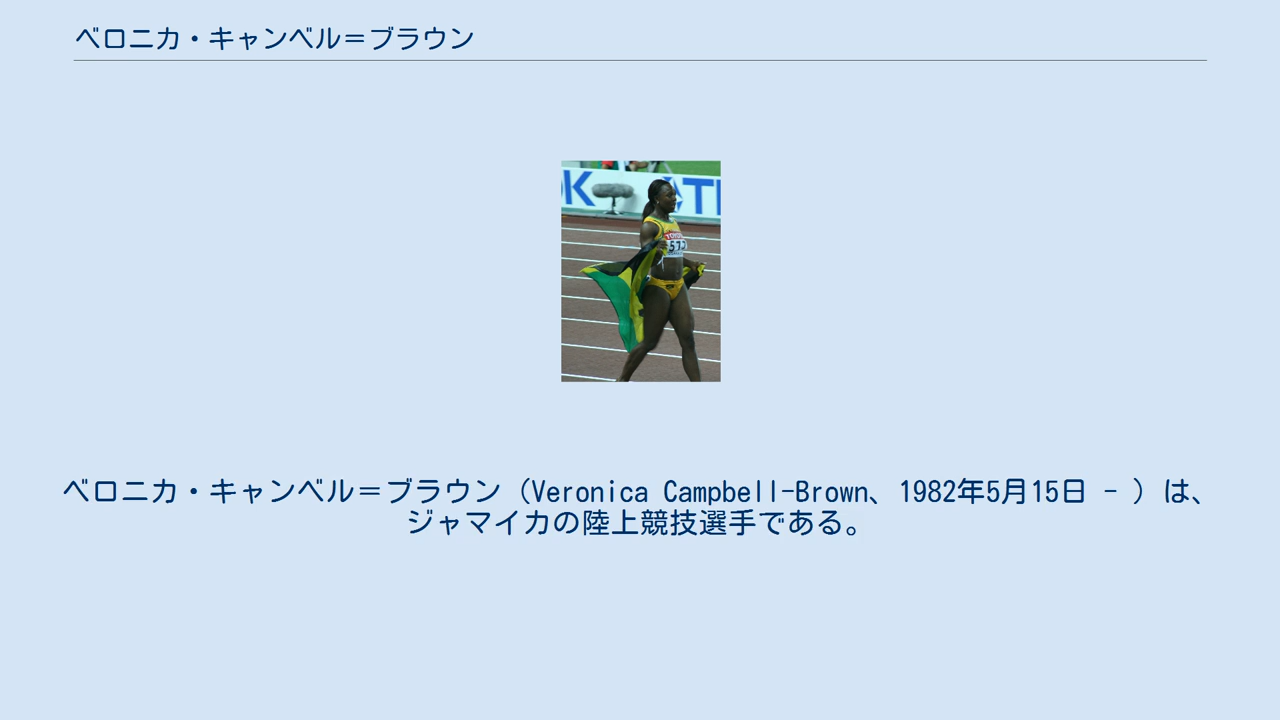 ベロニカ・キャンベル＝ブラウン
K
TOYOTA
572
ベロニカ・キャンベル＝ブラウン（Veronica Campbell-Brown、1982年5月15日 - ）は、
ジャマイカの陸上競技選手である。